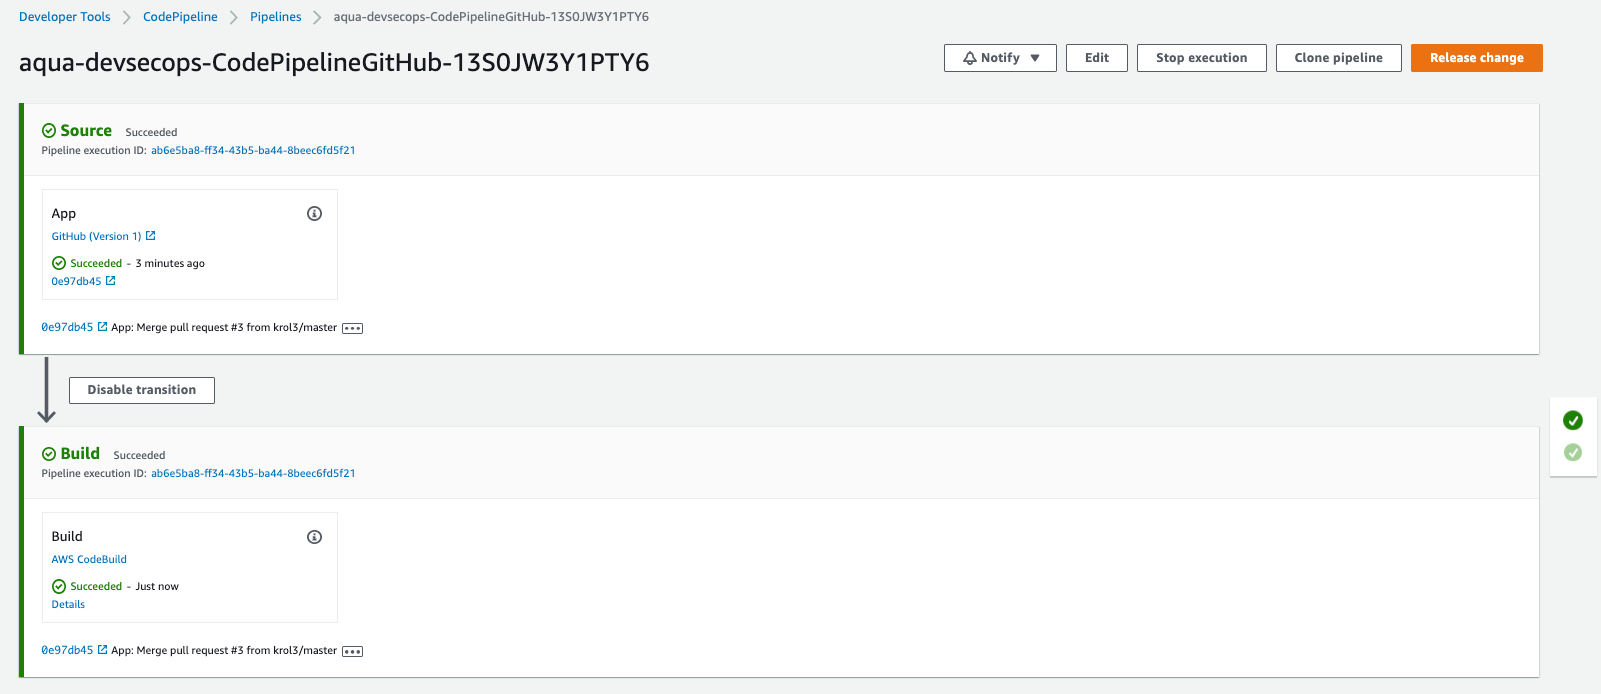 Developer Tools > CodePipeline > Pipelines > aqua-devsecops-CodePipelineGitHub-13S0JW3Y1PTY6
aqua-devsecops-CodePipelineGitHub-13S0JW3Y1PTY6
Notify Edit Stop execution Clone pipeline Release change
Source Succeeded
Pipeline execution ID: ab6e5ba8-ff34-43b5-ba44-8beec6fd5f21
App
GitHub (Version 1)
Succeeded - 3 minutes ago
0e97db45
0e97db45 App: Merge pull request #3 from krol3/master
Disable transition
Build Succeeded
Pipeline execution ID: ab6e5ba8-ff34-43b5-ba44-8beec6fd5f21
Build
AWS CodeBuild
Succeeded - Just now
Details
0e97db45 App: Merge pull request #3 from krol3/master